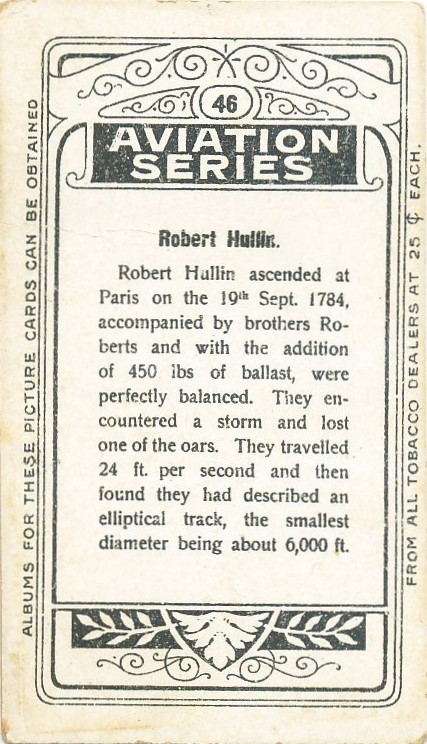 46
AVIATION
SERIES
Robert Hullin.
Robert Hullin ascended at
Paris on the 19th Sept. 1784,
accompanied by brothers Ro-
berts and with the addition
of 450 lbs of ballast, were
perfectly balanced. They en-
countered a storm and lost
one of the oars. They travelled
24 ft. per second and then
found they had described an
elliptical track, the smallest
diameter being about 6,000 ft.
ALBUMS FOR THESE PICTURE CARDS CAN BE OBTAINED
FROM ALL TOBACCO DEALERS AT 25 ¢ EACH.